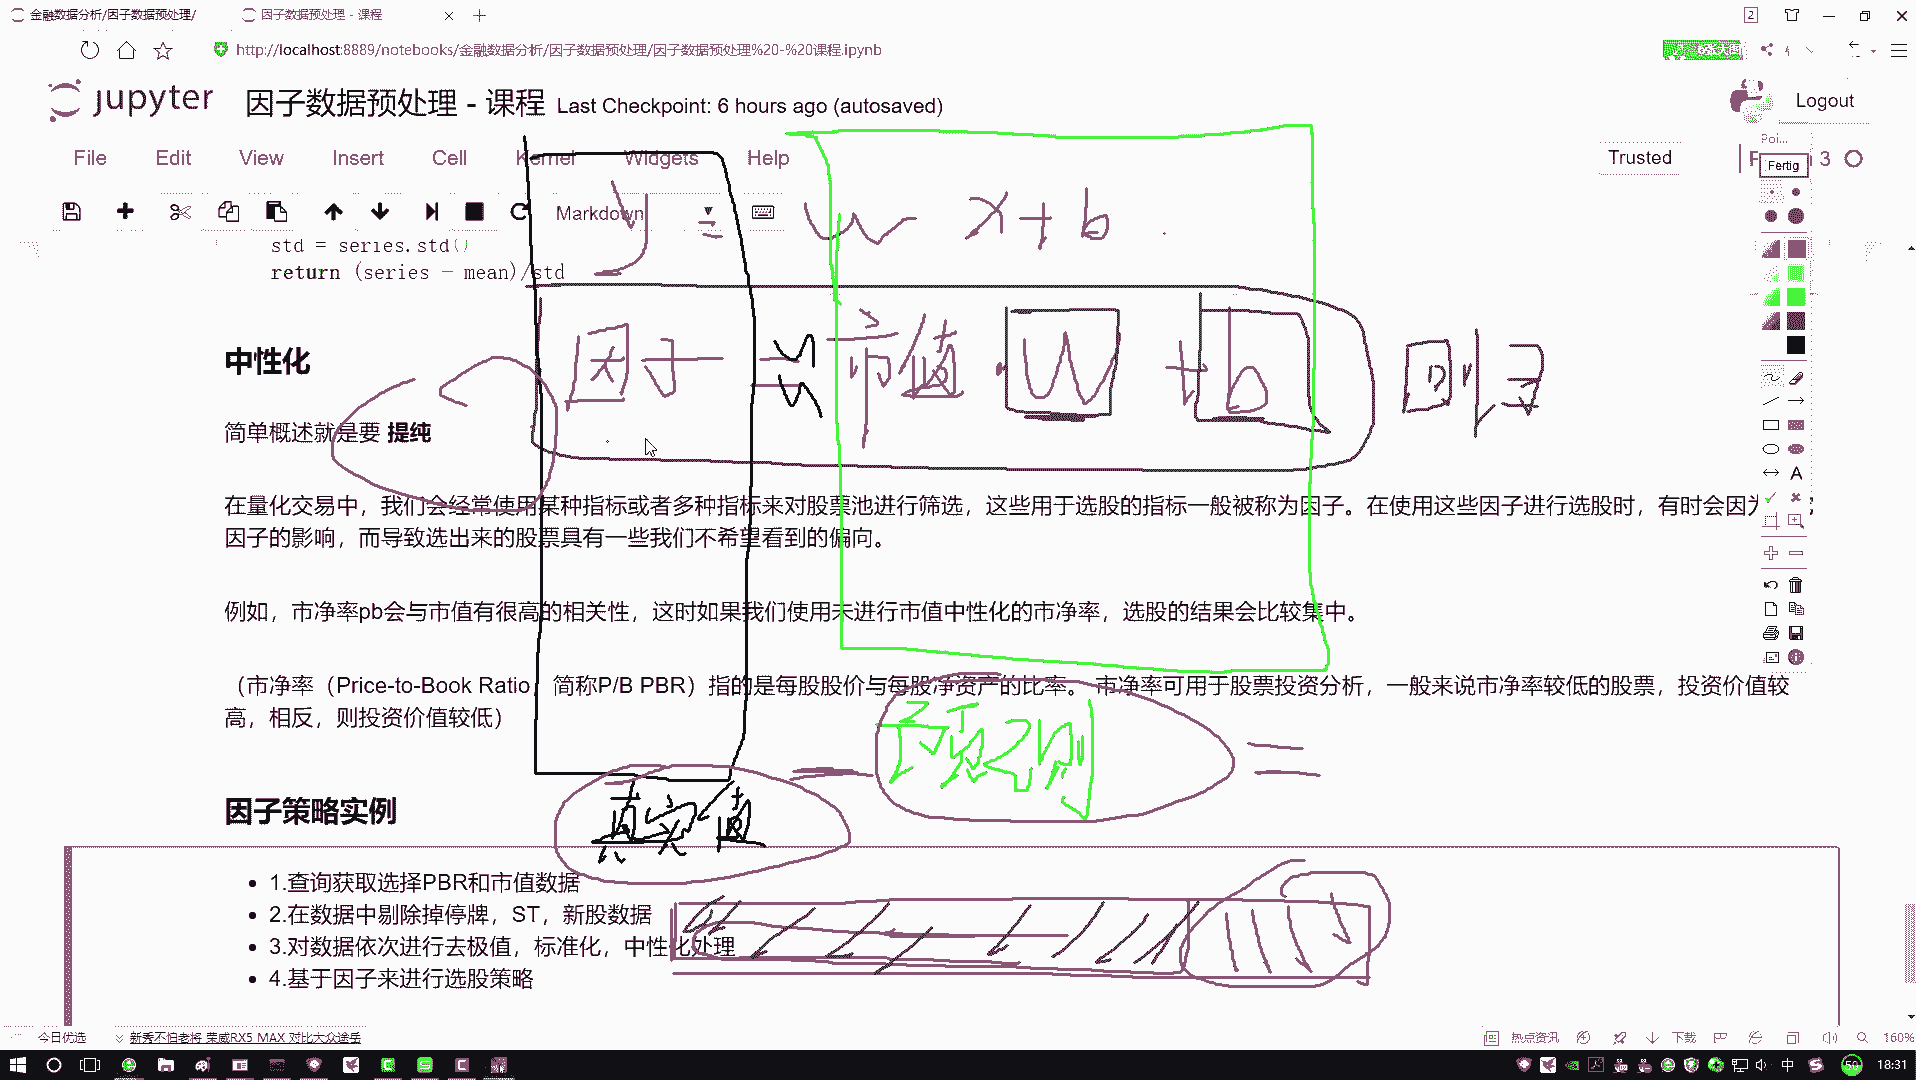 金融数据分析/因子数据预处理/
因子数据预处理 - 课程
2
http://localhost:8889/notebooks/金融数据分析/因子数据预处理/因子数据预处理%20-%20课程.ipynb
jupyter 因子数据预处理 - 课程 Last Checkpoint: 6 hours ago (autosaved)
Logout
File Edit View Insert Cell Kernel Widgets Help
Trusted
3
Poi...
Fertig
Markdown
y = w x + b
std = series.std()
return (series - mean)/std
因子 = 市值 · W + b
回归
中性化
简单概述就是要 提纯
在量化交易中，我们会经常使用某种指标或者多种指标来对股票池进行筛选，这些用于选股的指标一般被称为因子。在使用这些因子进行选股时，有时会因为
因子的影响，而导致选出来的股票具有一些我们不希望看到的偏向。
例如，市净率pb会与市值有很高的相关性，这时如果我们使用未进行市值中性化的市净率，选股的结果会比较集中。
（市净率（Price-to-Book Ratio，简称P/B PBR）指的是每股股价与每股净资产的比率。 市净率可用于股票投资分析，一般来说市净率较低的股票，投资价值较
高，相反，则投资价值较低）
真实值 - 预测 =
因子策略实例
1.查询获取选择PBR和市值数据
2.在数据中剔除掉停牌，ST，新股数据
3.对数据依次进行去极值，标准化，中性化处理
4.基于因子来进行选股策略
今日优选
新秀不怕老将 荣威RX5 MAX 对比大众途岳
热点资讯
下载
160%
中
50
18:31